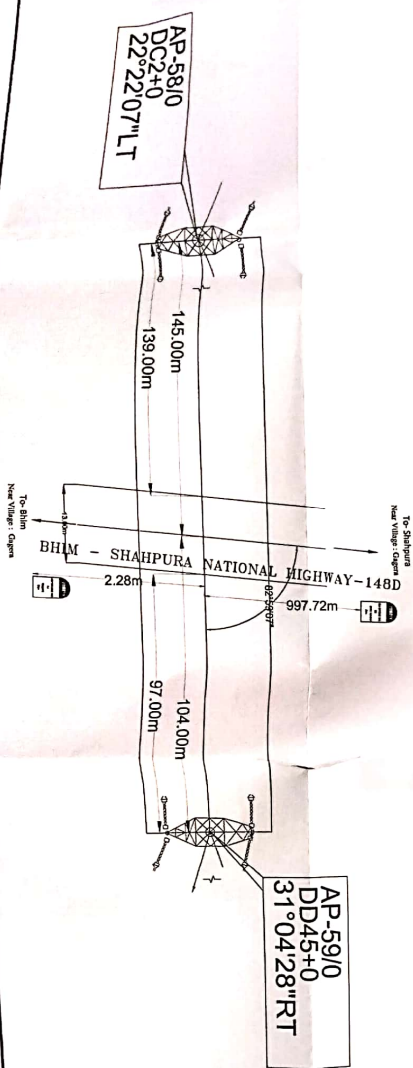 AP-58/0
DC2+0
22°22'07"LT
145.00m
139.00m
To- Shahpura
Near Village : Gagera
BHIM - SHAHPURA NATIONAL HIGHWAY-148D
To- Bhim
Near Village : Gagera
13.00m
2.28m
997.72m
104.00m
97.00m
AP-59/0
DD45+0
31°04'28"RT